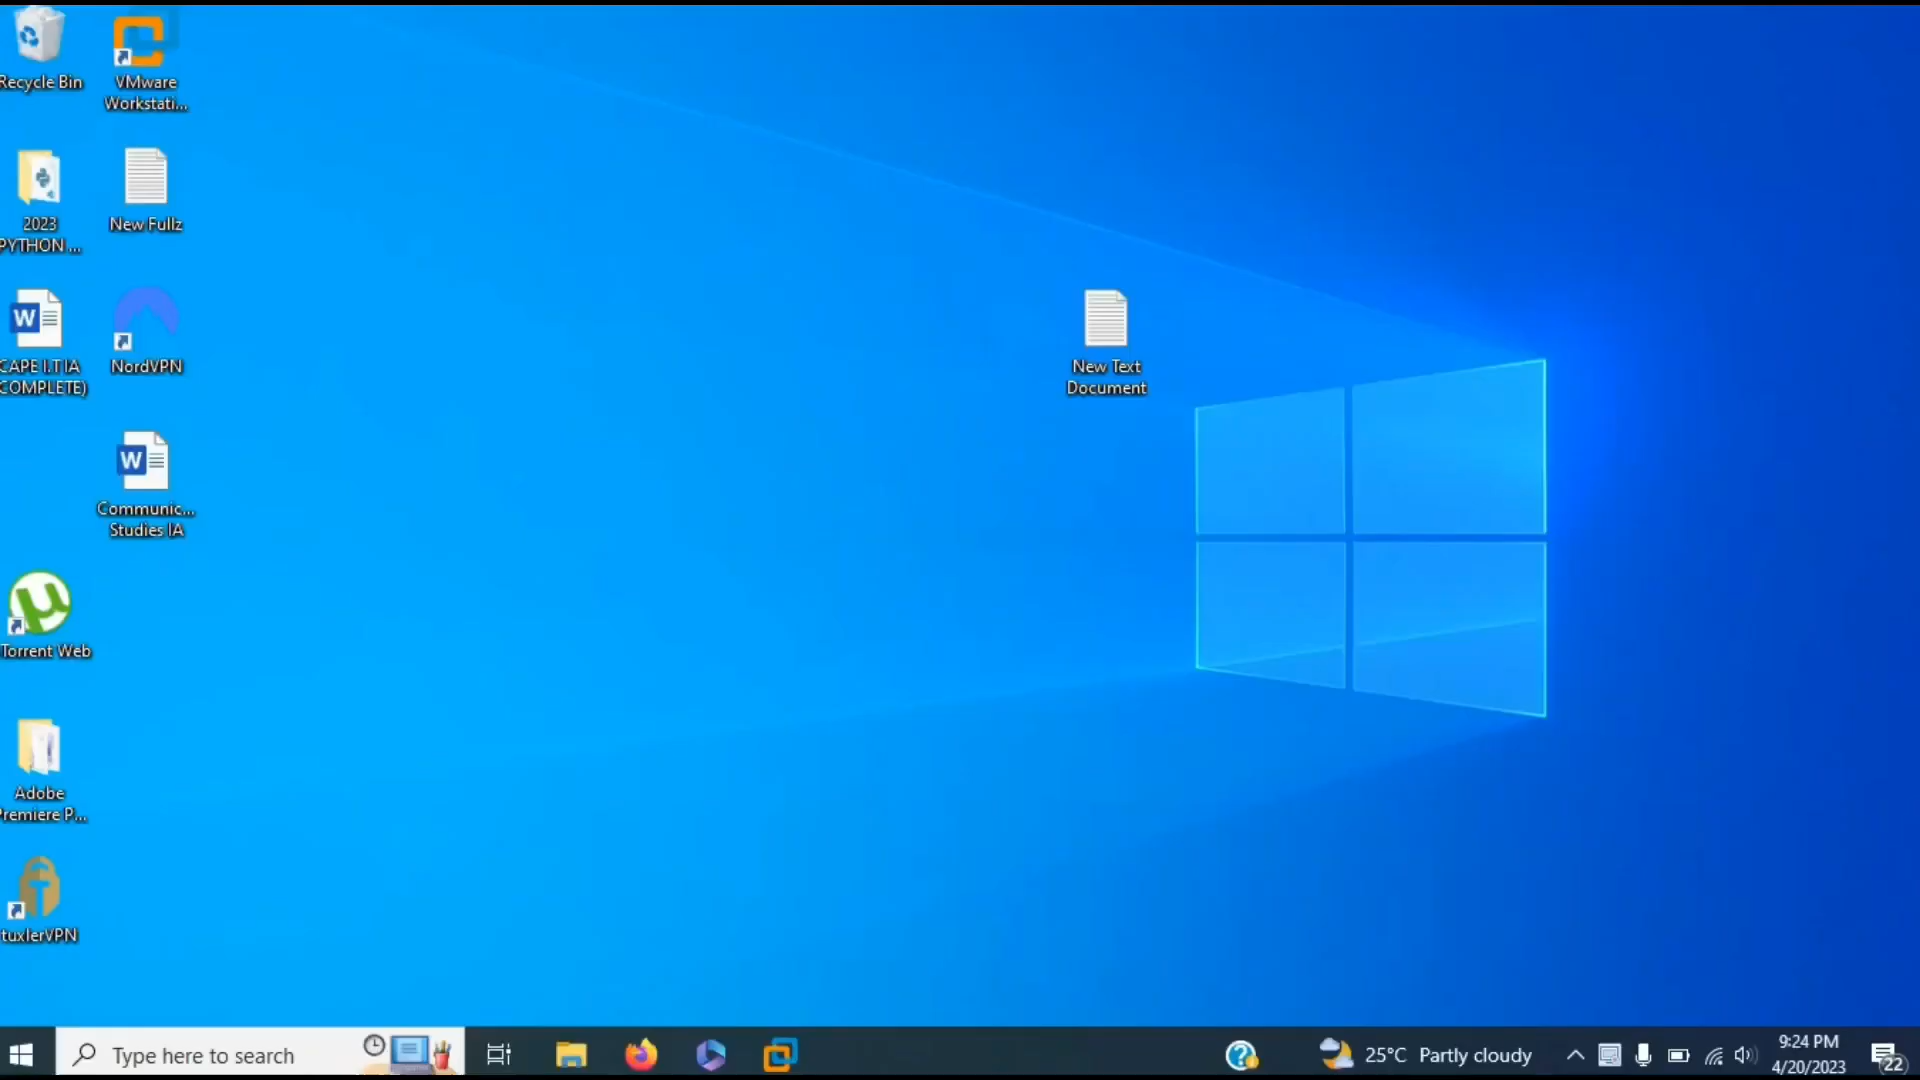 Recycle Bin
VMware
Workstati...
2023
PYTHON ...
New Fullz
CAPE I.T IA
COMPLETE)
NordVPN
New Text
Document
Communic...
Studies IA
Torrent Web
Adobe
Premiere P...
tuxlerVPN
Type here to search
25°C Partly cloudy
9:24 PM
4/20/2023
22